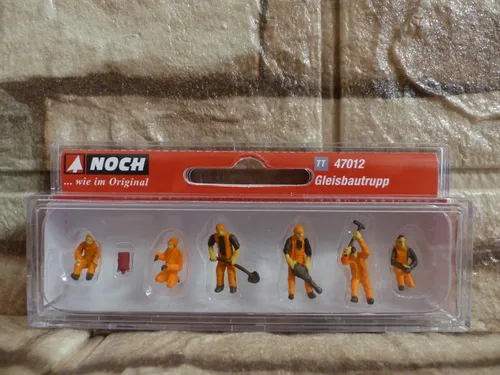 NOCH
... wie im Original
TT 47012
Gleisbautrupp